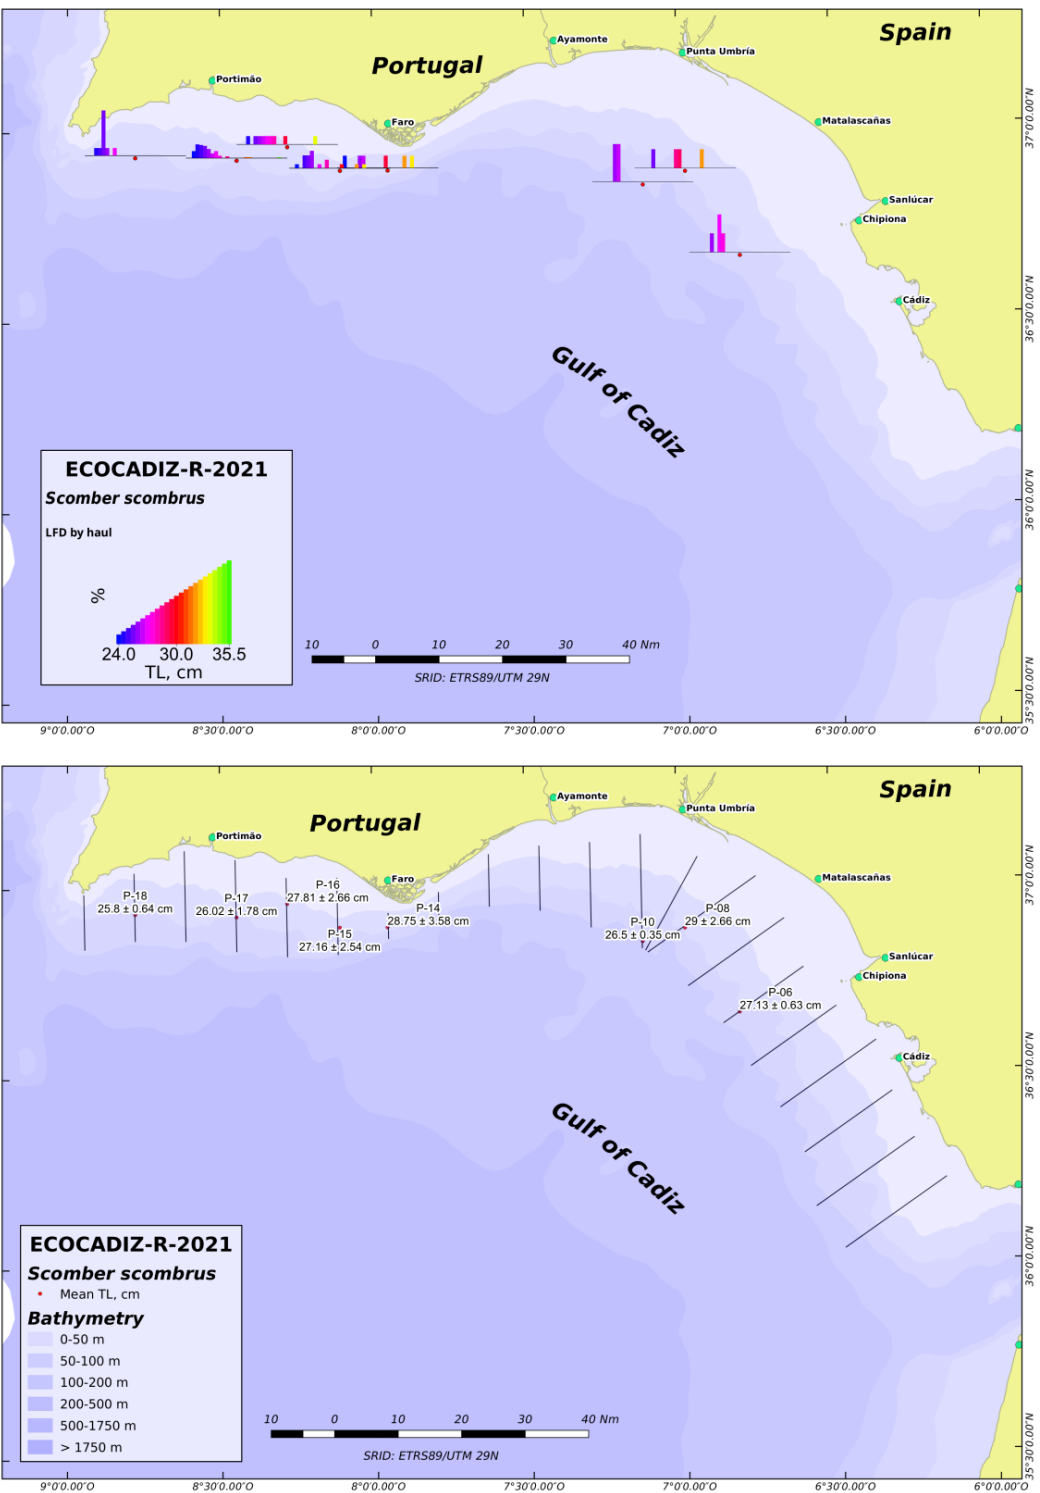 Spain
Portugal
Ayamonte
Punta Umbría
Portimão
Faro
Matalascañas
Sanlúcar
Chipiona
Cádiz
Gulf of Cadiz
37°0'0.00"N
36°30'0.00"N
36°0'0.00"N
35°30'0.00"N
ECOCADIZ-R-2021
Scomber scombrus
LFD by haul
%
24.0 30.0 35.5
TL, cm
10 0 10 20 30 40 Nm
SRID: ETRS89/UTM 29N
9°0'0.00"O 8°30'0.00"O 8°0'0.00"O 7°30'0.00"O 7°0'0.00"O 6°30'0.00"O 6°0'0.00"O
Spain
Portugal
Ayamonte
Punta Umbría
Portimão
Faro
Matalascañas
Sanlúcar
Chipiona
Cádiz
P-18
25.8 ± 0.64 cm
P-17
26.02 ± 1.78 cm
P-16
27.81 ± 2.66 cm
P-15
27.16 ± 2.54 cm
P-14
28.75 ± 3.58 cm
P-10
26.5 ± 0.35 cm
P-08
29 ± 2.66 cm
P-06
27.13 ± 0.63 cm
Gulf of Cadiz
37°0'0.00"N
36°30'0.00"N
36°0'0.00"N
35°30'0.00"N
ECOCADIZ-R-2021
Scomber scombrus
Mean TL, cm
Bathymetry
0-50 m
50-100 m
100-200 m
200-500 m
500-1750 m
> 1750 m
10 0 10 20 30 40 Nm
SRID: ETRS89/UTM 29N
9°0'0.00"O 8°30'0.00"O 8°0'0.00"O 7°30'0.00"O 7°0'0.00"O 6°30'0.00"O 6°0'0.00"O